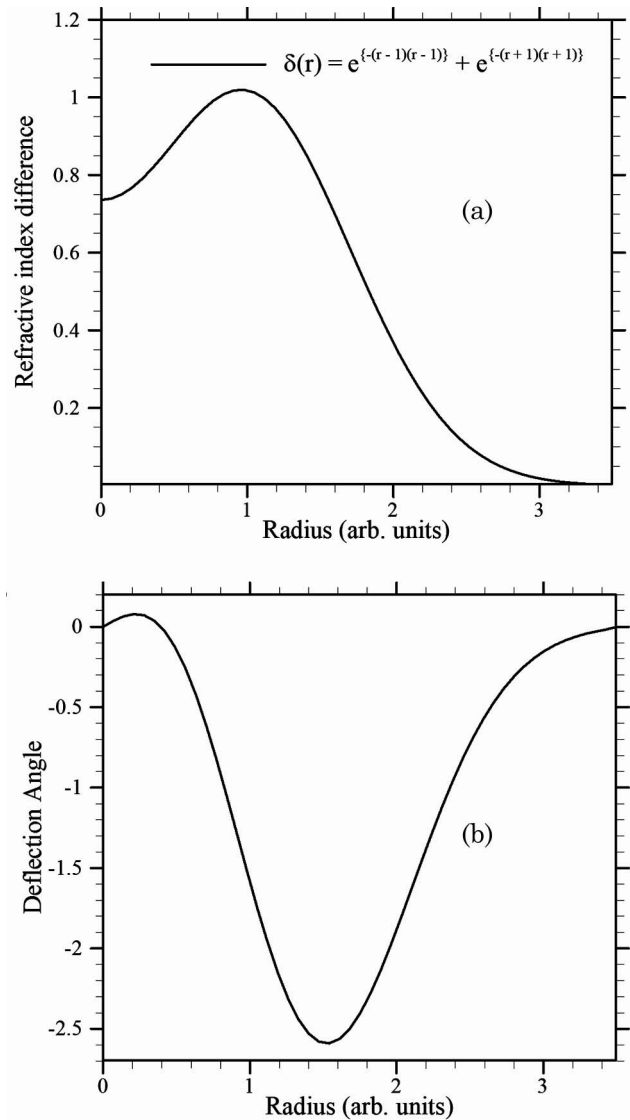 1.2
δ(r) = e^{-(r - 1)(r - 1)} + e^{-(r + 1)(r + 1)}
1
0.8
(a)
0.6
0.4
0.2
Refractive index difference
0 1 2 3
Radius (arb. units)
0
-0.5
-1
(b)
-1.5
-2
-2.5
Deflection Angle
0 1 2 3
Radius (arb. units)